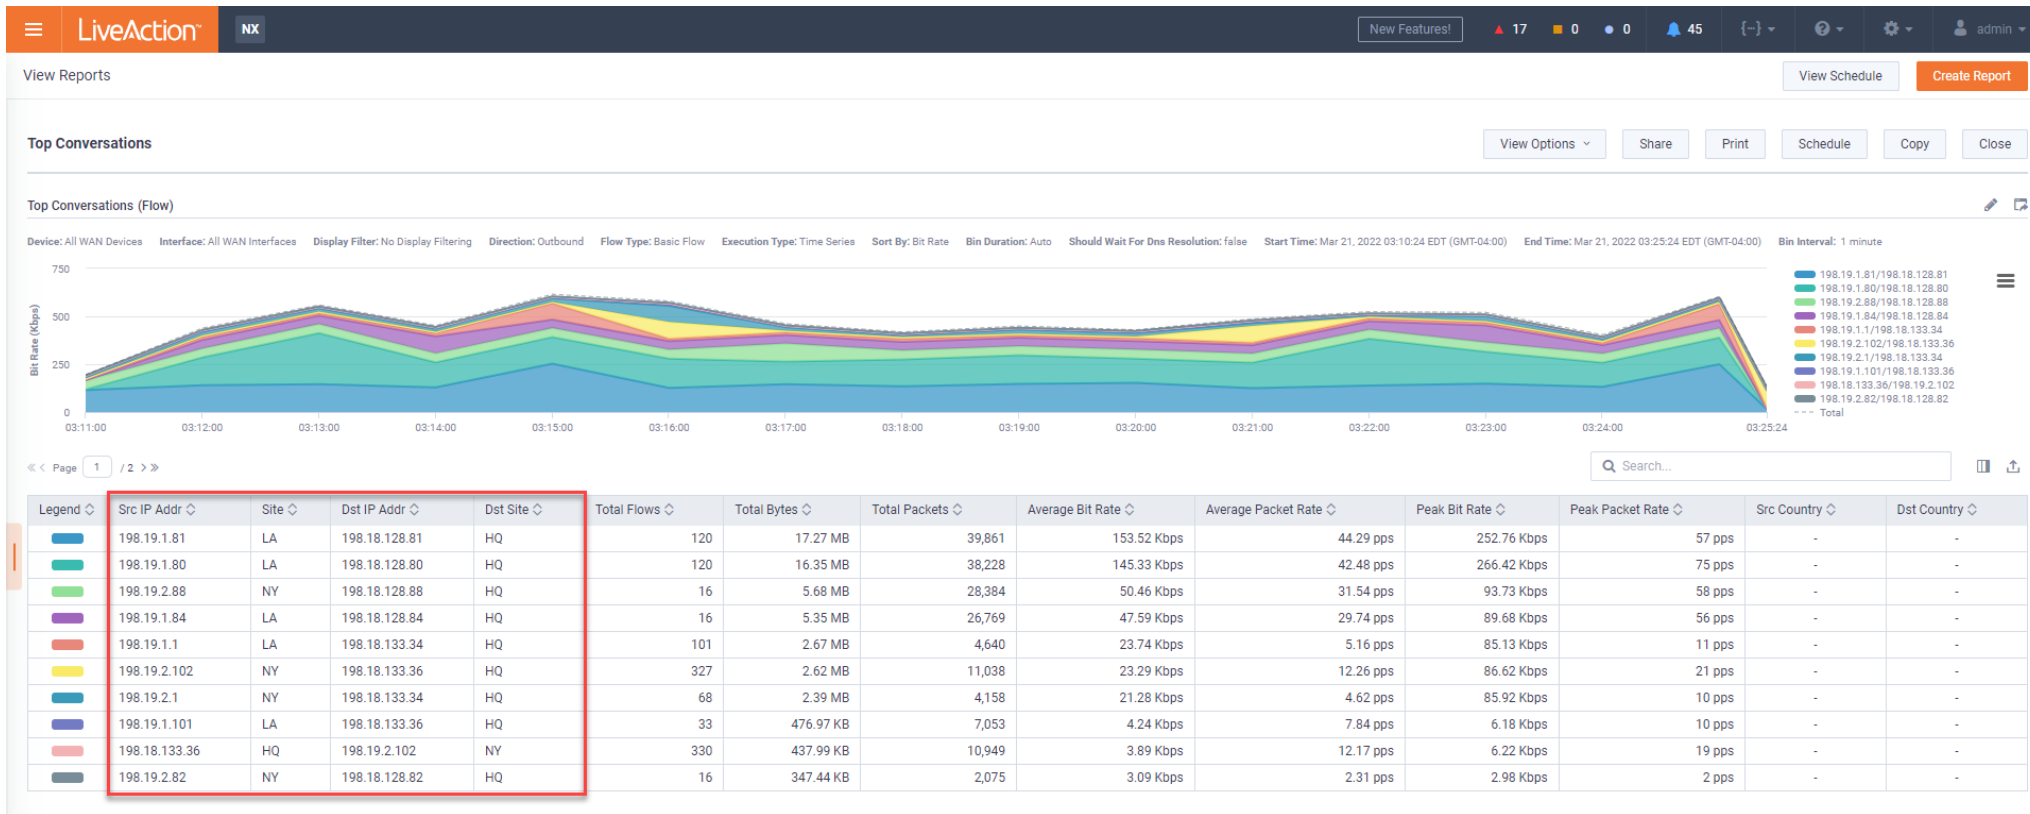 LiveAction™ NX New Features! 17 0 0 45 {···} ? admin
View Reports View Schedule Create Report
Top Conversations View Options Share Print Schedule Copy Close
Top Conversations (Flow)
Device: All WAN Devices Interface: All WAN Interfaces Display Filter: No Display Filtering Direction: Outbound Flow Type: Basic Flow Execution Type: Time Series Sort By: Bit Rate Bin Duration: Auto Should Wait For Dns Resolution: false Start Time: Mar 21, 2022 03:10:24 EDT (GMT-04:00) End Time: Mar 21, 2022 03:25:24 EDT (GMT-04:00) Bin Interval: 1 minute
Bit Rate (Kbps)
750
500
250
0
03:11:00 03:12:00 03:13:00 03:14:00 03:15:00 03:16:00 03:17:00 03:18:00 03:19:00 03:20:00 03:21:00 03:22:00 03:23:00 03:24:00 03:25:24
198.19.1.81/198.18.128.81
198.19.1.80/198.18.128.80
198.19.2.88/198.18.128.88
198.19.1.84/198.18.128.84
198.19.1.1/198.18.133.34
198.19.2.102/198.18.133.36
198.19.2.1/198.18.133.34
198.19.1.101/198.18.133.36
198.18.133.36/198.19.2.102
198.19.2.82/198.18.128.82
Total
Page 1 / 2 Search...
Legend Src IP Addr Site Dst IP Addr Dst Site Total Flows Total Bytes Total Packets Average Bit Rate Average Packet Rate Peak Bit Rate Peak Packet Rate Src Country Dst Country
198.19.1.81 LA 198.18.128.81 HQ 120 17.27 MB 39,861 153.52 Kbps 44.29 pps 252.76 Kbps 57 pps - -
198.19.1.80 LA 198.18.128.80 HQ 120 16.35 MB 38,228 145.33 Kbps 42.48 pps 266.42 Kbps 75 pps - -
198.19.2.88 NY 198.18.128.88 HQ 16 5.68 MB 28,384 50.46 Kbps 31.54 pps 93.73 Kbps 58 pps - -
198.19.1.84 LA 198.18.128.84 HQ 16 5.35 MB 26,769 47.59 Kbps 29.74 pps 89.68 Kbps 56 pps - -
198.19.1.1 LA 198.18.133.34 HQ 101 2.67 MB 4,640 23.74 Kbps 5.16 pps 85.13 Kbps 11 pps - -
198.19.2.102 NY 198.18.133.36 HQ 327 2.62 MB 11,038 23.29 Kbps 12.26 pps 86.62 Kbps 21 pps - -
198.19.2.1 NY 198.18.133.34 HQ 68 2.39 MB 4,158 21.28 Kbps 4.62 pps 85.92 Kbps 10 pps - -
198.19.1.101 LA 198.18.133.36 HQ 33 476.97 KB 7,053 4.24 Kbps 7.84 pps 6.18 Kbps 10 pps - -
198.18.133.36 HQ 198.19.2.102 NY 330 437.99 KB 10,949 3.89 Kbps 12.17 pps 6.22 Kbps 19 pps - -
198.19.2.82 NY 198.18.128.82 HQ 16 347.44 KB 2,075 3.09 Kbps 2.31 pps 2.98 Kbps 2 pps - -